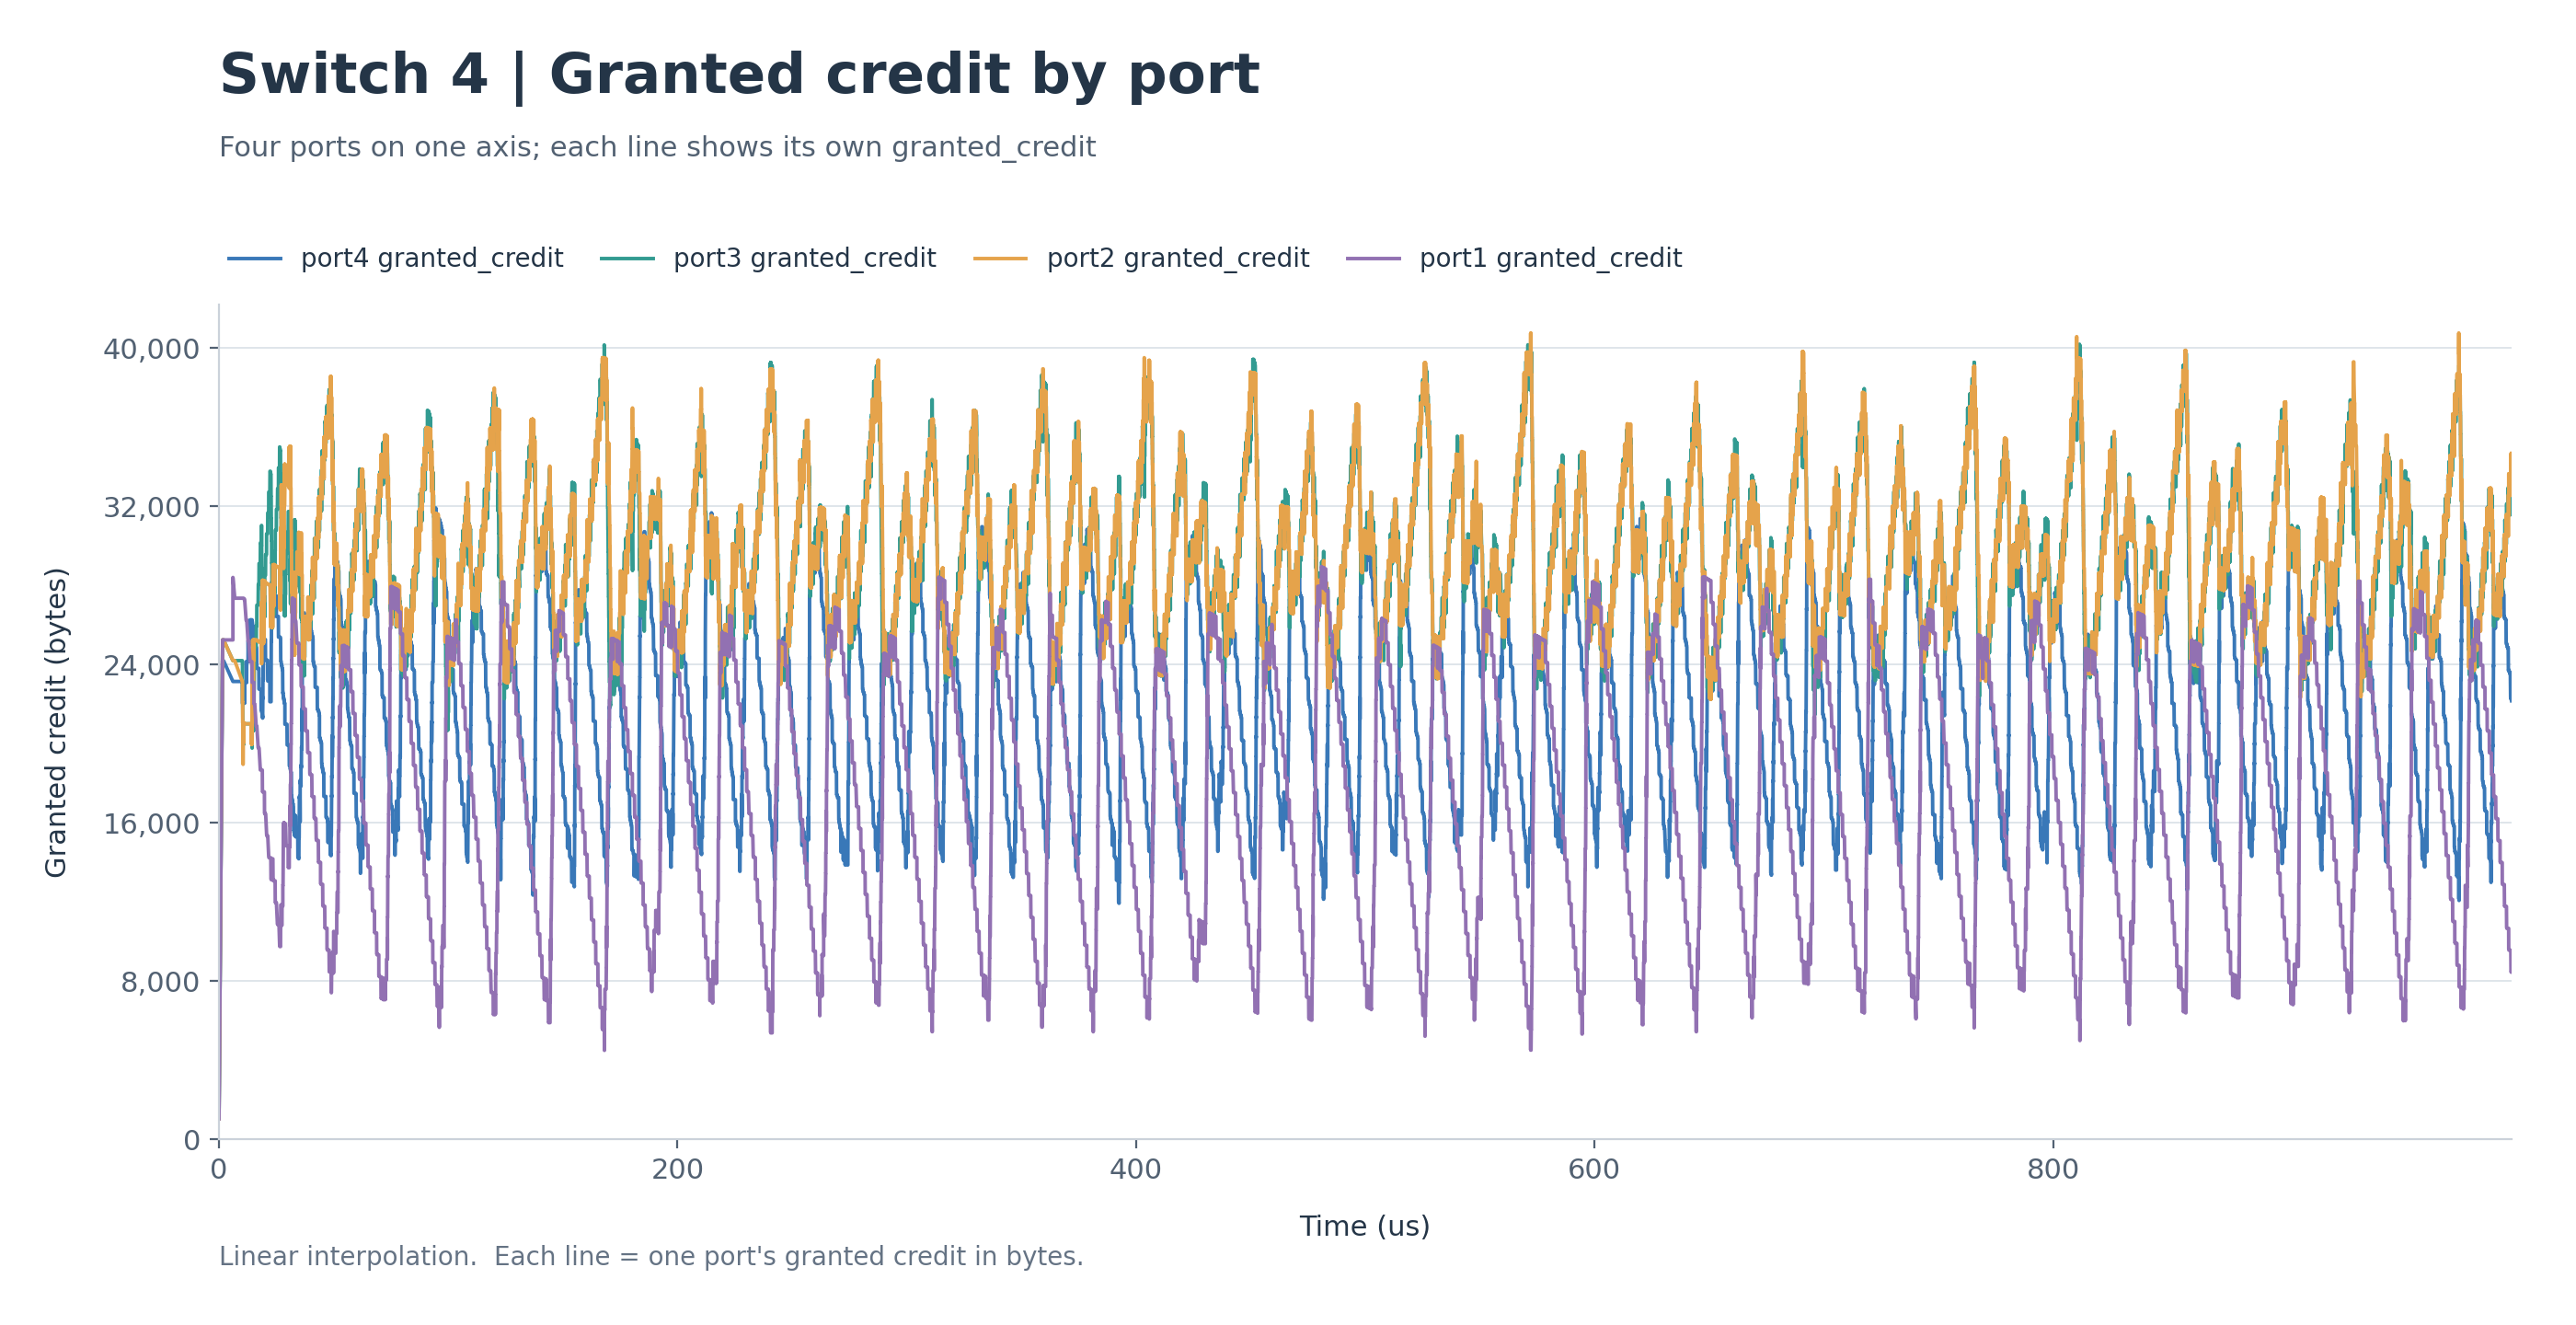 Switch 4 | Granted credit by port
Four ports on one axis; each line shows its own granted_credit
port4 granted_credit port3 granted_credit port2 granted_credit port1 granted_credit
Granted credit (bytes)
40,000
32,000
24,000
16,000
8,000
0
0 200 400 600 800
Time (us)
Linear interpolation.  Each line = one port's granted credit in bytes.